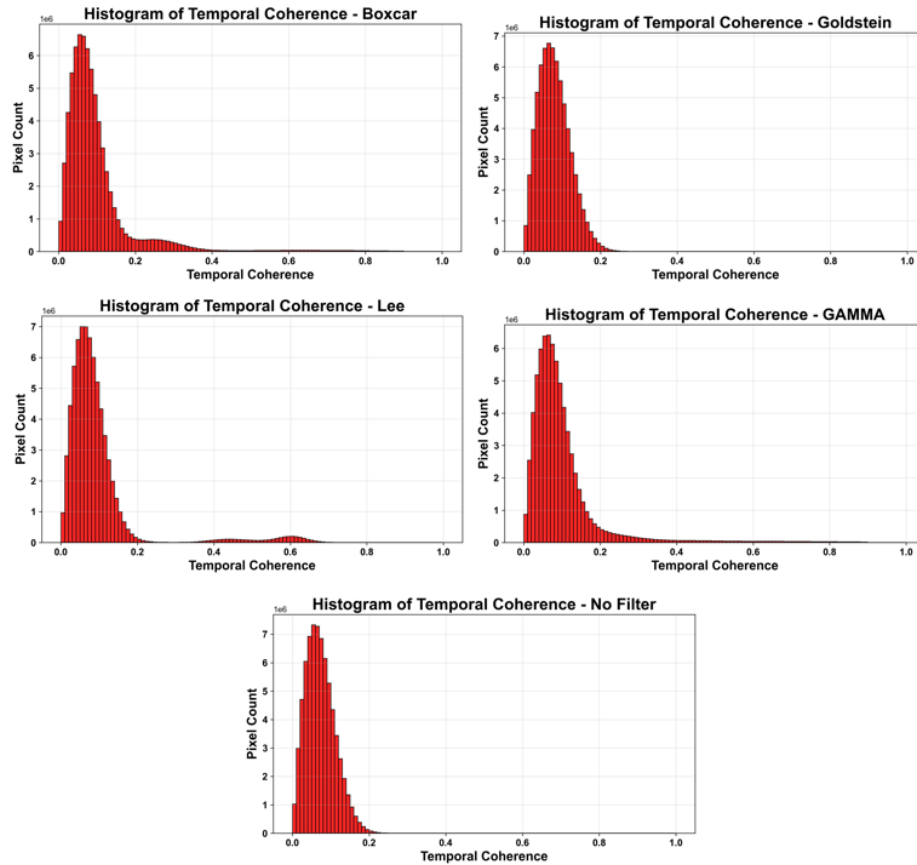 Histogram of Temporal Coherence - Boxcar
1e6
Pixel Count
6
5
4
3
2
1
0
0.0 0.2 0.4 0.6 0.8 1.0
Temporal Coherence
Histogram of Temporal Coherence - Goldstein
1e6
Pixel Count
7
6
5
4
3
2
1
0
0.0 0.2 0.4 0.6 0.8 1.0
Temporal Coherence
Histogram of Temporal Coherence - Lee
1e6
Pixel Count
7
6
5
4
3
2
1
0
0.0 0.2 0.4 0.6 0.8 1.0
Temporal Coherence
Histogram of Temporal Coherence - GAMMA
1e6
Pixel Count
6
5
4
3
2
1
0
0.0 0.2 0.4 0.6 0.8 1.0
Temporal Coherence
Histogram of Temporal Coherence - No Filter
1e6
Pixel Count
7
6
5
4
3
2
1
0
0.0 0.2 0.4 0.6 0.8 1.0
Temporal Coherence